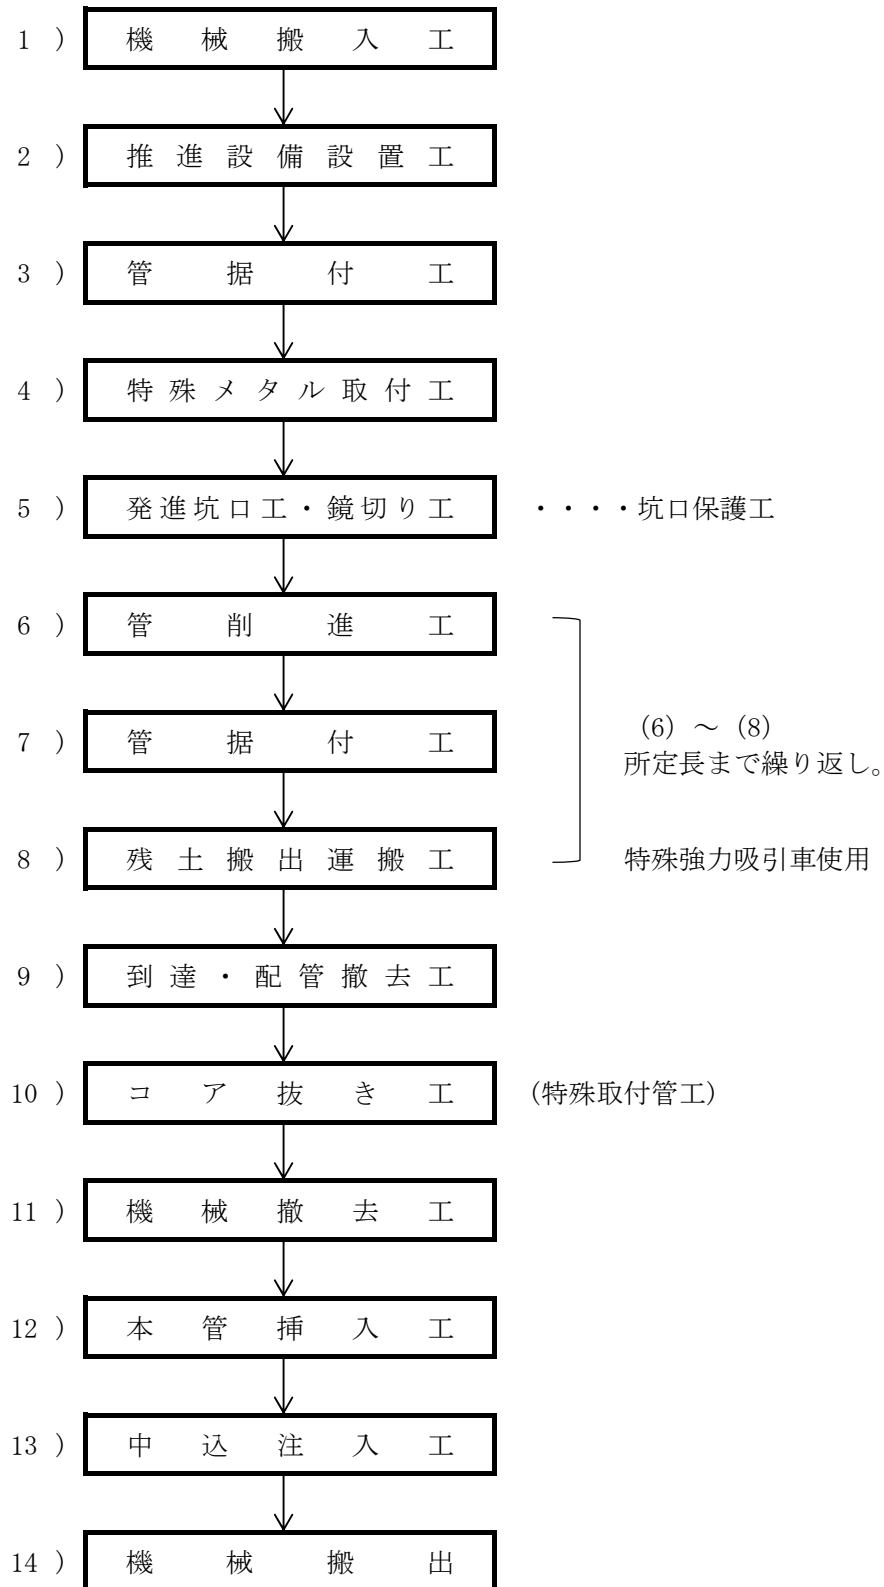 1 ) 機械搬入工
2 ) 推進設備設置工
3 ) 管据付工
4 ) 特殊メタル取付工
5 ) 発進坑口工・鏡切り工 ・・・・坑口保護工
6 ) 管削進工
7 ) 管据付工
(6) ～ (8)
所定長まで繰り返し。
8 ) 残土搬出運搬工 特殊強力吸引車使用
9 ) 到達・配管撤去工
10 ) コア抜き工 (特殊取付管工)
11 ) 機械撤去工
12 ) 本管挿入工
13 ) 中込注入工
14 ) 機械搬出